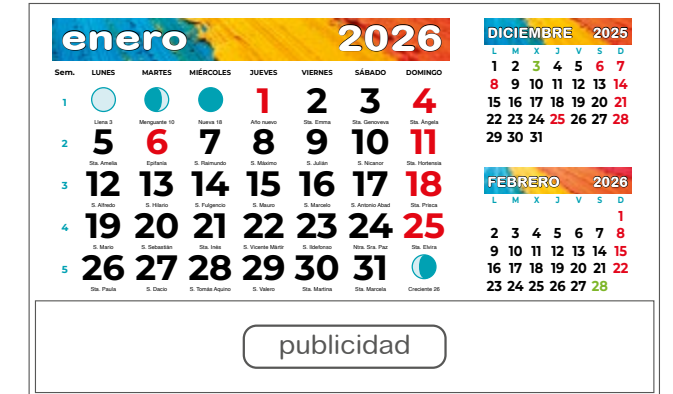 enero 2026
Sem. LUNES MARTES MIÉRCOLES JUEVES VIERNES SÁBADO DOMINGO
1 1 2 3 4
Llena 3 Menguante 10 Nueva 18 Año nuevo Sta. Emma Sta. Genoveva Sta. Ángela
2 5 6 7 8 9 10 11
Sta. Amelia Epifanía S. Raimundo S. Máximo S. Julián S. Nicanor Sta. Hortensia
3 12 13 14 15 16 17 18
S. Alfredo S. Hilario S. Fulgencio S. Mauro S. Marcelo S. Antonio Abad Sta. Prisca
4 19 20 21 22 23 24 25
S. Mario S. Sebastián Sta. Inés S. Vicente Mártir S. Ildefonso Ntra. Sra. Paz Sta. Elvira
5 26 27 28 29 30 31
Sta. Paula S. Dacio S. Tomás Aquino S. Valero Sta. Martina Sta. Marcela Creciente 26
DICIEMBRE 2025
L M X J V S D
1 2 3 4 5 6 7
8 9 10 11 12 13 14
15 16 17 18 19 20 21
22 23 24 25 26 27 28
29 30 31
FEBRERO 2026
L M X J V S D
1
2 3 4 5 6 7 8
9 10 11 12 13 14 15
16 17 18 19 20 21 22
23 24 25 26 27 28
publicidad